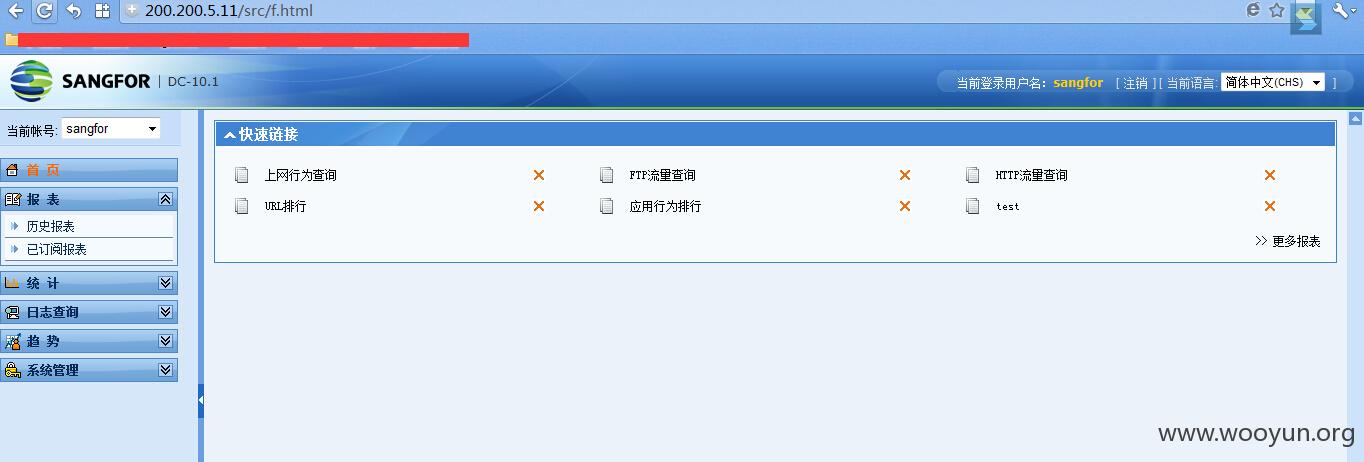 200.200.5.11/src/f.html
SANGFOR | DC-10.1
当前登录用户名: sangfor [ 注销 ] [ 当前语言: 简体中文(CHS) ]
当前帐号: sangfor
首 页
报 表
历史报表
已订阅报表
统 计
日志查询
趋 势
系统管理
快速链接
上网行为查询 FTP流量查询 HTTP流量查询
URL排行 应用行为排行 test
>> 更多报表
www.wooyun.org